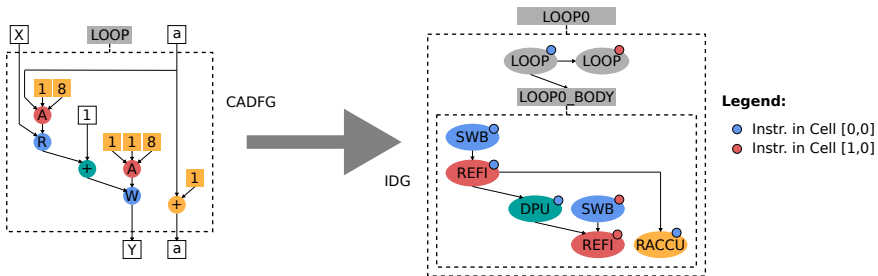 X
LOOP
a
1 8
A
1
R
1 1 8
+
A
1
W
+
Y
a
CADFG
IDG
LOOP0
LOOP
LOOP
LOOP0_BODY
SWB
REFI
DPU
SWB
REFI
RACCU
Legend:
Instr. in Cell [0,0]
Instr. in Cell [1,0]